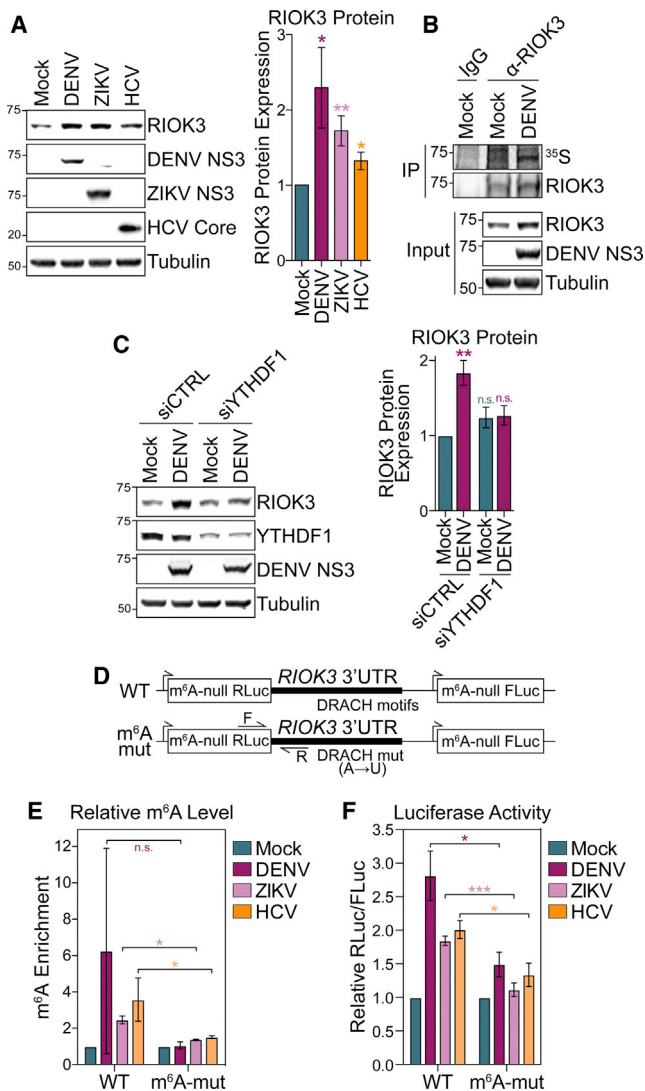 A
Mock
DENV
ZIKV
HCV
75
RIOK3
75
DENV NS3
75
ZIKV NS3
20
HCV Core
50
Tubulin
RIOK3 Protein
RIOK3 Protein Expression
3
2
1
0
*
**
*
Mock
DENV
ZIKV
HCV
B
IgG
α-RIOK3
Mock
Mock
DENV
IP
75
³⁵S
75
RIOK3
Input
75
RIOK3
75
DENV NS3
50
Tubulin
C
siCTRL
siYTHDF1
Mock
DENV
Mock
DENV
75
RIOK3
75
YTHDF1
75
DENV NS3
50
Tubulin
RIOK3 Protein
RIOK3 Protein
Expression
2
1
0
**
n.s.
n.s.
Mock
DENV
Mock
DENV
siCTRL
siYTHDF1
D
WT
m⁶A-null RLuc
RIOK3 3'UTR
DRACH motifs
m⁶A-null FLuc
m⁶A
mut
m⁶A-null RLuc
F
RIOK3 3'UTR
R
DRACH mut
(A→U)
m⁶A-null FLuc
E
Relative m⁶A Level
m⁶A Enrichment
12
10
8
6
4
2
0
n.s.
*
*
WT
m⁶A-mut
Mock
DENV
ZIKV
HCV
F
Luciferase Activity
Relative RLuc/FLuc
3.5
3.0
2.5
2.0
1.5
1.0
0.5
0.0
*
***
*
WT
m⁶A-mut
Mock
DENV
ZIKV
HCV